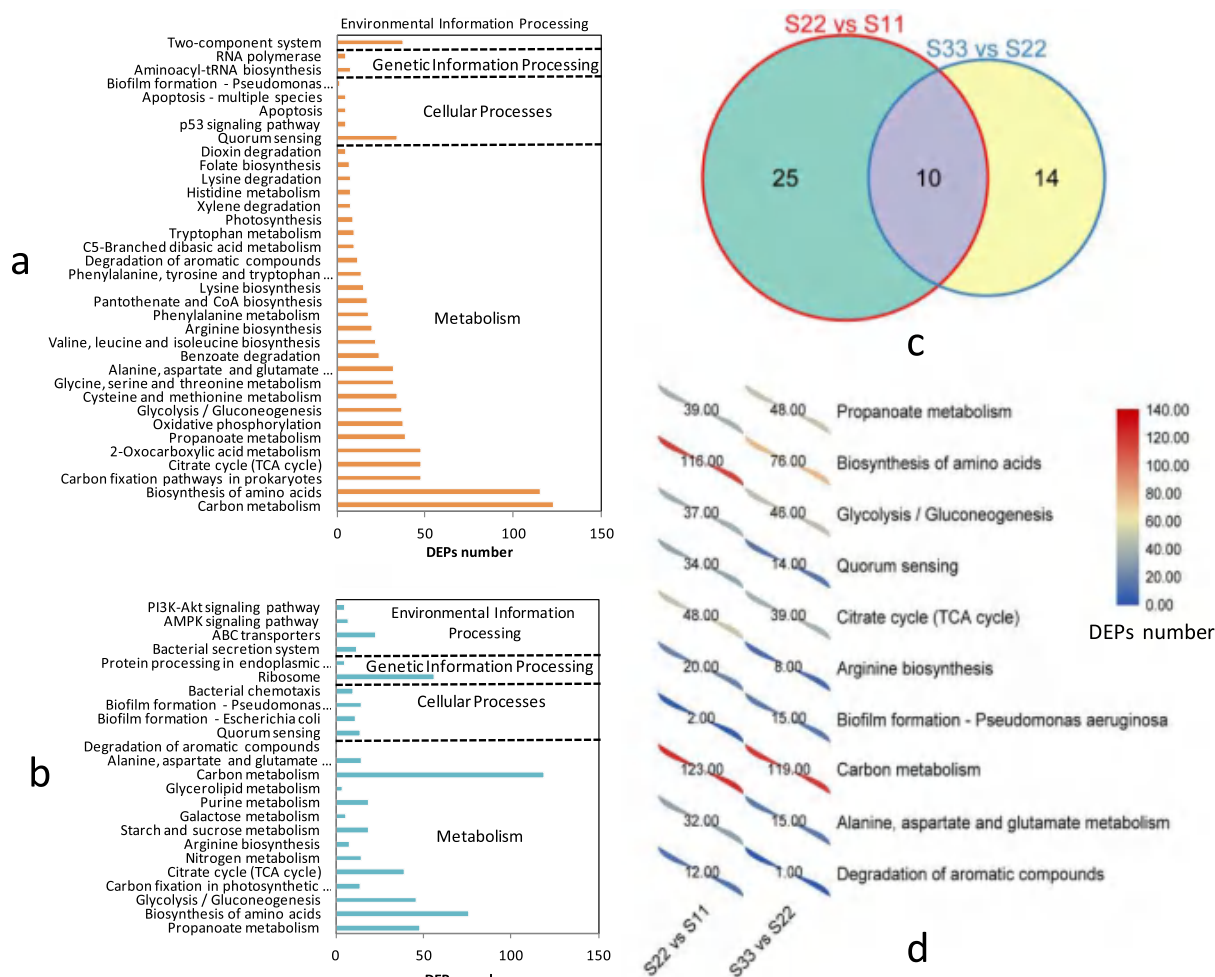 a
Environmental Information Processing
Two-component system
RNA polymerase
Aminoacyl-tRNA biosynthesis
Genetic Information Processing
Biofilm formation - Pseudomonas ...
Apoptosis - multiple species
Apoptosis
p53 signaling pathway
Quorum sensing
Cellular Processes
Dioxin degradation
Folate biosynthesis
Lysine degradation
Histidine metabolism
Xylene degradation
Photosynthesis
Tryptophan metabolism
C5-Branched dibasic acid metabolism
Degradation of aromatic compounds
Phenylalanine, tyrosine and tryptophan ...
Lysine biosynthesis
Pantothenate and CoA biosynthesis
Phenylalanine metabolism
Arginine biosynthesis
Valine, leucine and isoleucine biosynthesis
Benzoate degradation
Alanine, aspartate and glutamate ...
Glycine, serine and threonine metabolism
Cysteine and methionine metabolism
Glycolysis / Gluconeogenesis
Oxidative phosphorylation
Propanoate metabolism
2-Oxocarboxylic acid metabolism
Citrate cycle (TCA cycle)
Carbon fixation pathways in prokaryotes
Biosynthesis of amino acids
Carbon metabolism
Metabolism
0 50 100 150
DEPs number
b
PI3K-Akt signaling pathway
AMPK signaling pathway
ABC transporters
Bacterial secretion system
Environmental Information
Processing
Protein processing in endoplasmic ...
Ribosome
Genetic Information Processing
Bacterial chemotaxis
Biofilm formation - Pseudomonas...
Biofilm formation - Escherichia coli
Quorum sensing
Cellular Processes
Degradation of aromatic compounds
Alanine, aspartate and glutamate ...
Carbon metabolism
Glycerolipid metabolism
Purine metabolism
Galactose metabolism
Starch and sucrose metabolism
Arginine biosynthesis
Nitrogen metabolism
Citrate cycle (TCA cycle)
Carbon fixation in photosynthetic ...
Glycolysis / Gluconeogenesis
Biosynthesis of amino acids
Propanoate metabolism
Metabolism
0 50 100 150
S22 vs S11
S33 vs S22
25 10 14
c
39.00 48.00 Propanoate metabolism
116.00 76.00 Biosynthesis of amino acids
37.00 46.00 Glycolysis / Gluconeogenesis
34.00 14.00 Quorum sensing
48.00 39.00 Citrate cycle (TCA cycle)
20.00 8.00 Arginine biosynthesis
2.00 15.00 Biofilm formation - Pseudomonas aeruginosa
123.00 119.00 Carbon metabolism
32.00 15.00 Alanine, aspartate and glutamate metabolism
12.00 1.00 Degradation of aromatic compounds
S22 vs S11
S33 vs S22
140.00
120.00
100.00
80.00
60.00
40.00
20.00
0.00
DEPs number
d